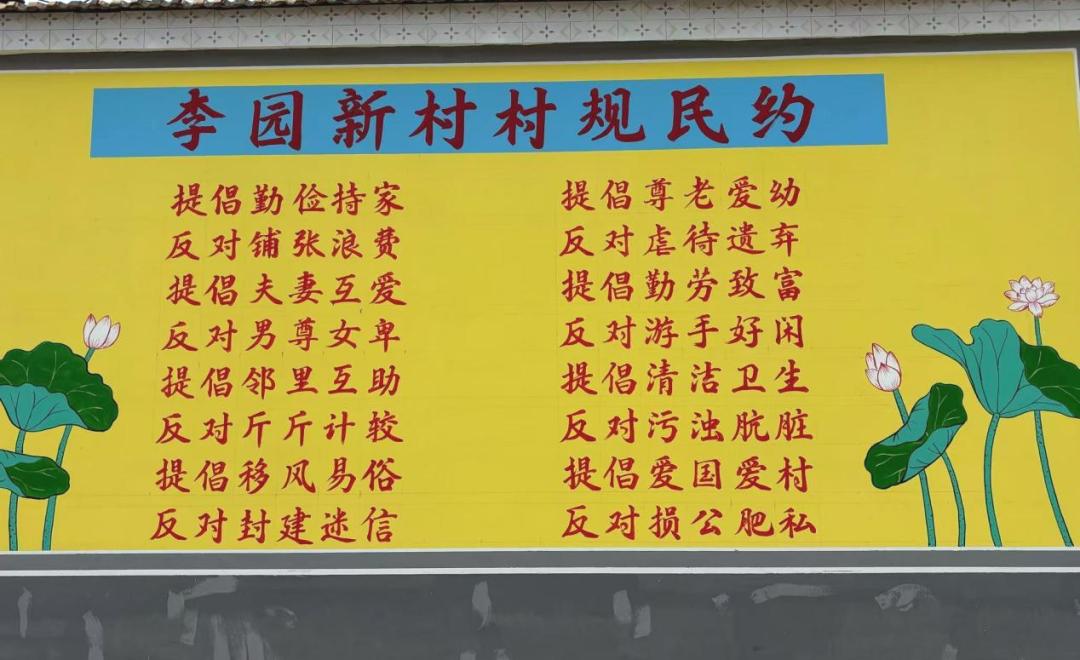 李园新村村规民约
提倡勤俭持家
反对铺张浪费
提倡夫妻互爱
反对男尊女卑
提倡邻里互助
反对斤斤计较
提倡移风易俗
反对封建迷信
提倡尊老爱幼
反对虐待遗弃
提倡勤劳致富
反对游手好闲
提倡清洁卫生
反对污浊肮脏
提倡爱国爱村
反对损公肥私